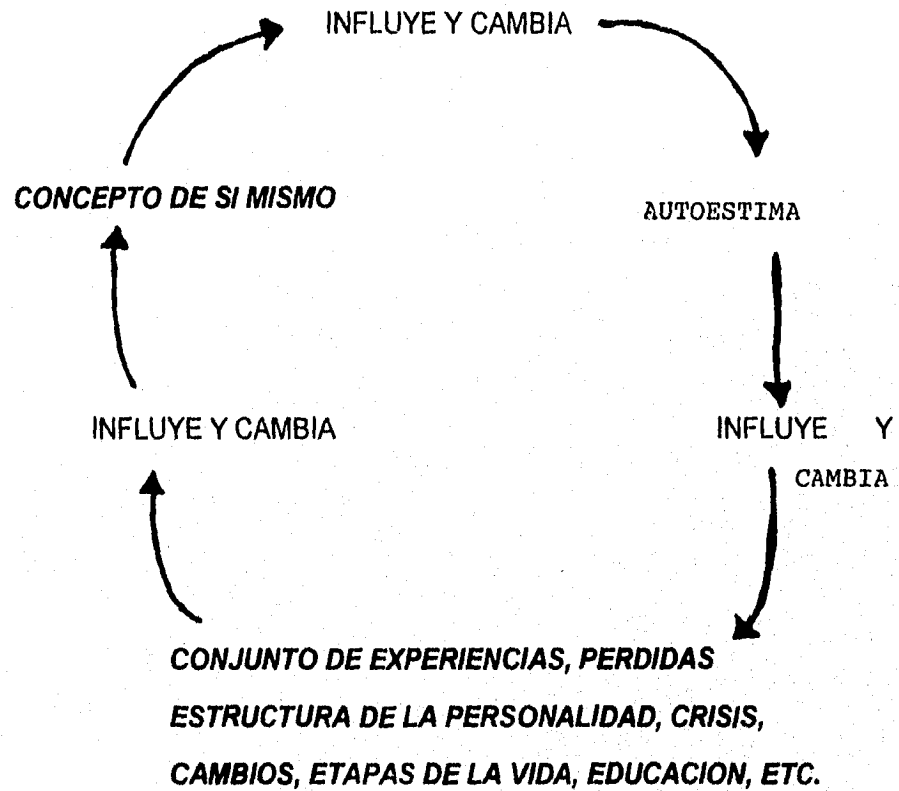 INFLUYE Y CAMBIA
CONCEPTO DE SI MISMO
AUTOESTIMA
INFLUYE Y CAMBIA
INFLUYE Y
CAMBIA
CONJUNTO DE EXPERIENCIAS, PERDIDAS
ESTRUCTURA DE LA PERSONALIDAD, CRISIS,
CAMBIOS, ETAPAS DE LA VIDA, EDUCACION, ETC.